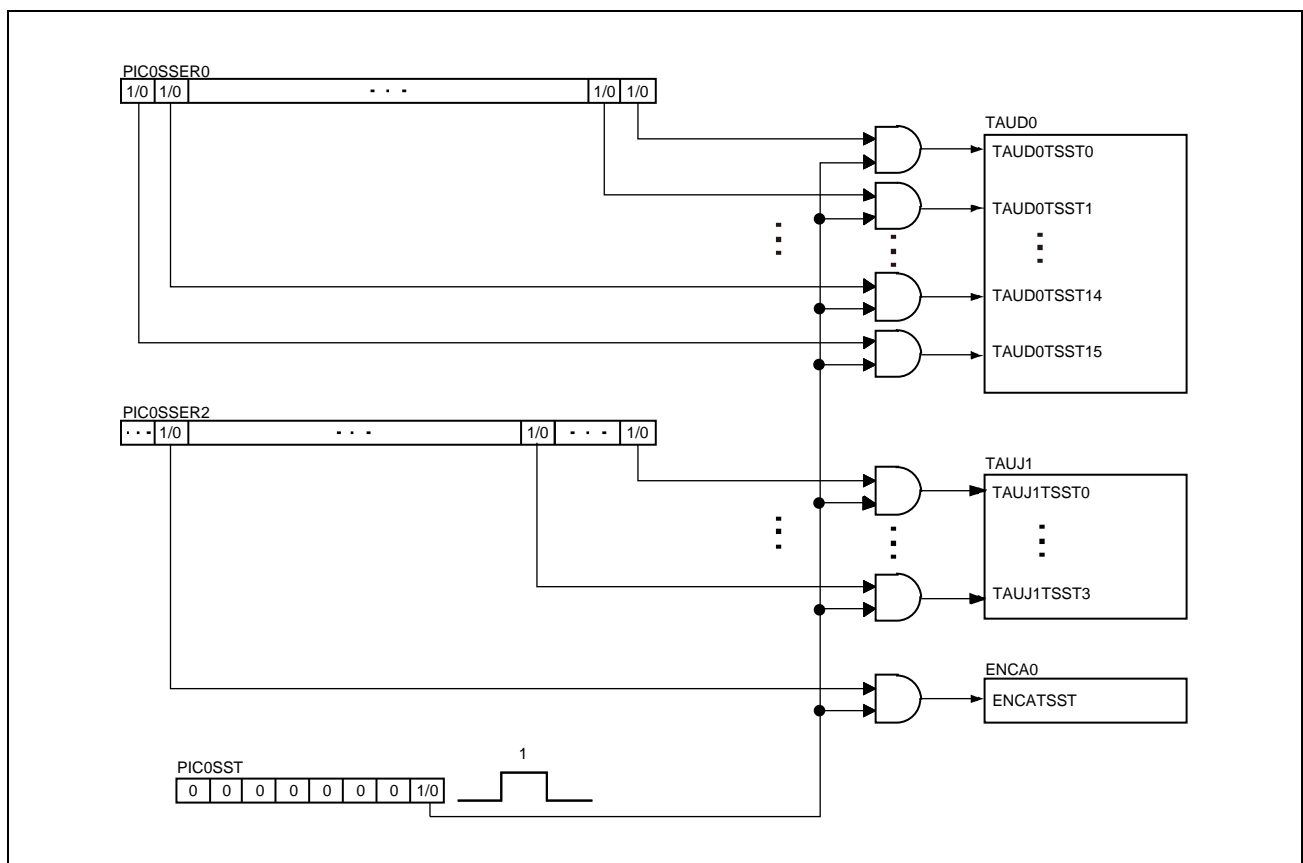 PIC0SSER0
1/0 1/0 · · · 1/0 1/0
TAUD0
TAUD0TSST0
TAUD0TSST1
TAUD0TSST14
TAUD0TSST15
PIC0SSER2
· · · 1/0 · · · 1/0 · · · 1/0
TAUJ1
TAUJ1TSST0
TAUJ1TSST3
ENCA0
ENCATSST
1
PIC0SST
0 0 0 0 0 0 0 1/0